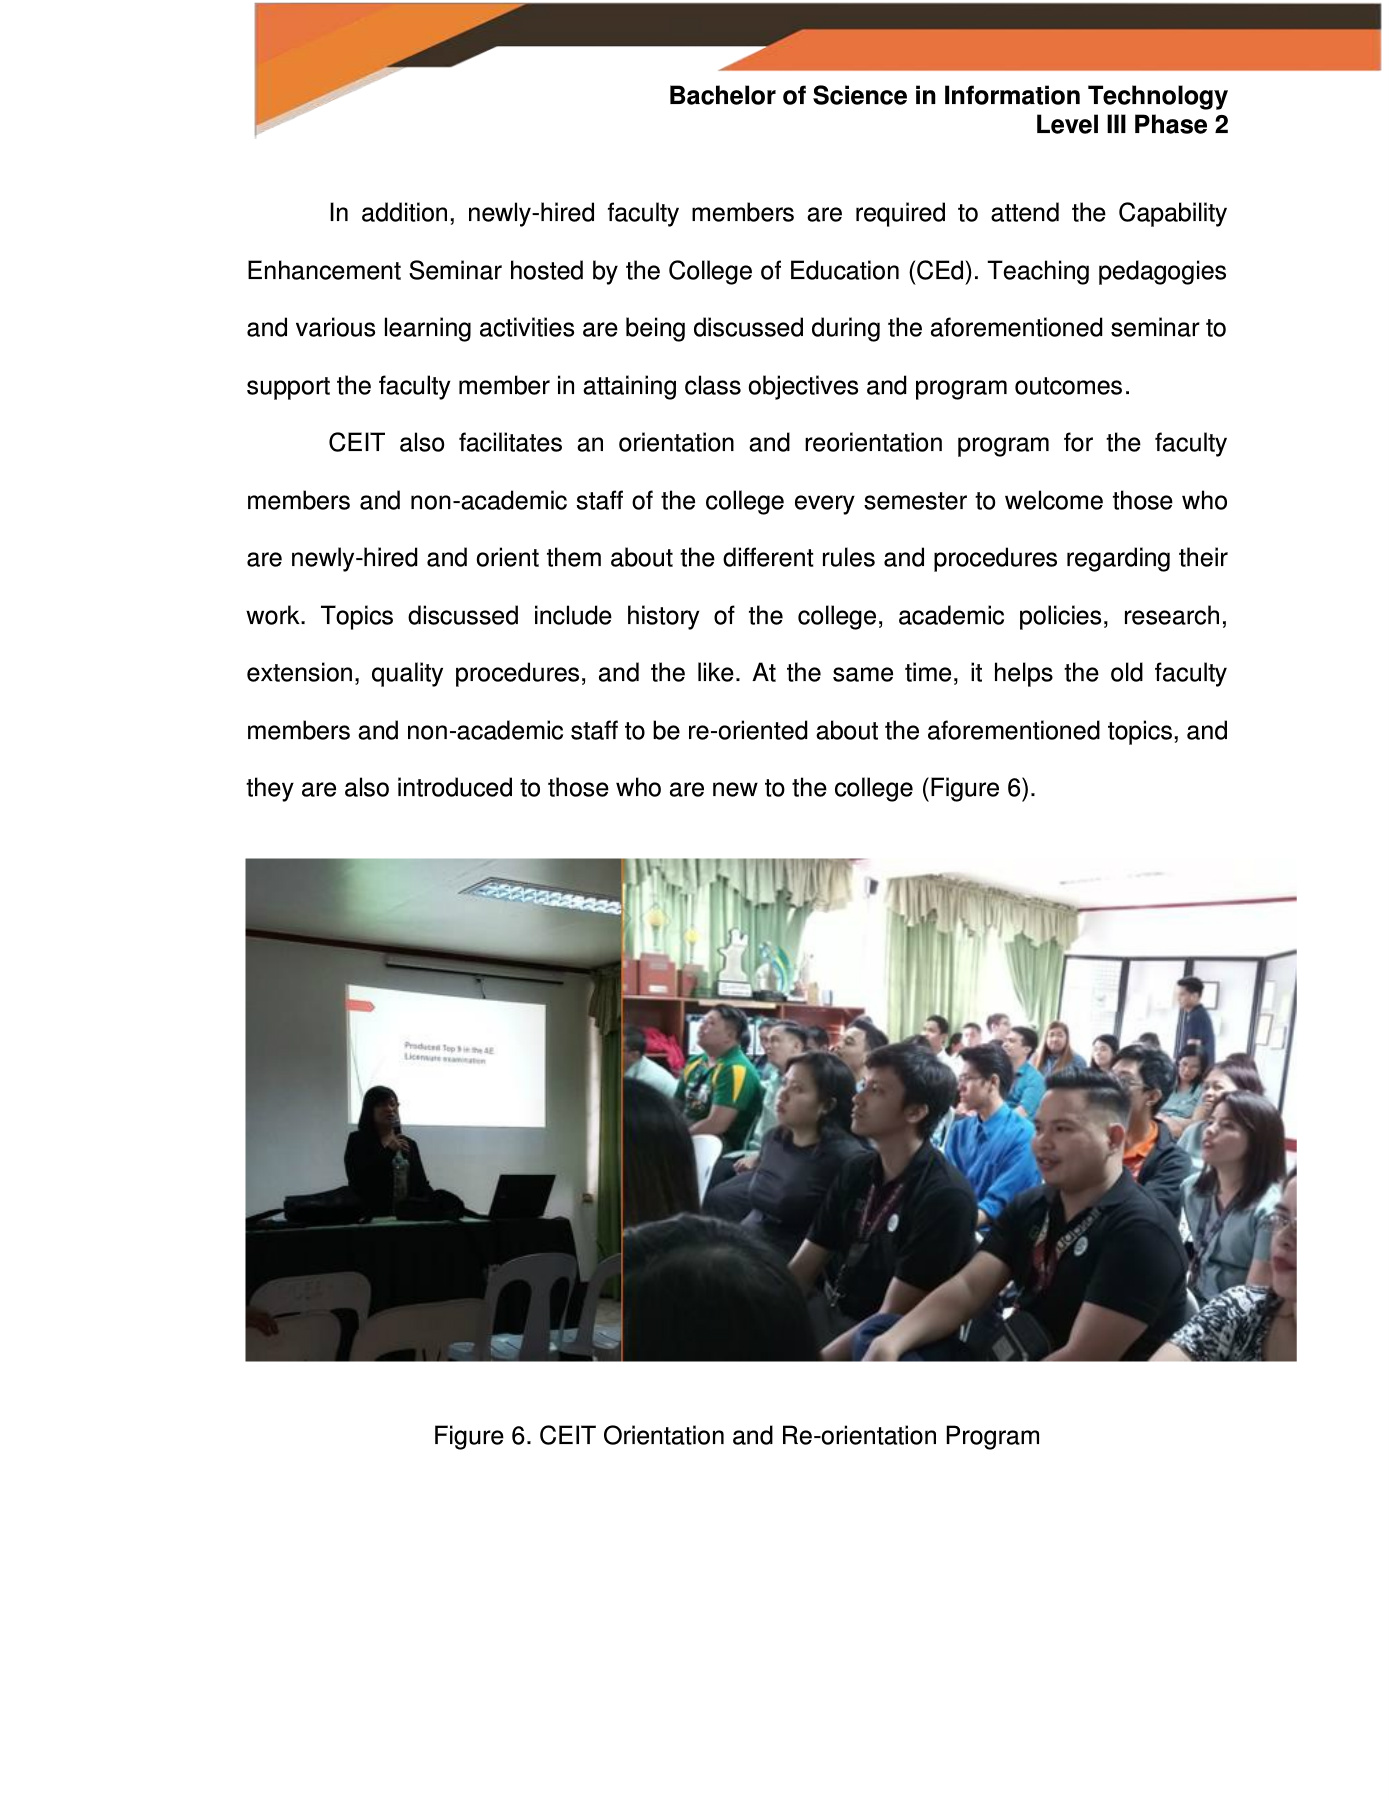 Bachelor of Science in Information Technology
Level III Phase 2
In addition, newly-hired faculty members are required to attend the Capability
Enhancement Seminar hosted by the College of Education (CEd). Teaching pedagogies
and various learning activities are being discussed during the aforementioned seminar to
support the faculty member in attaining class objectives and program outcomes.
CEIT also facilitates an orientation and reorientation program for the faculty
members and non-academic staff of the college every semester to welcome those who
are newly-hired and orient them about the different rules and procedures regarding their
work. Topics discussed include history of the college, academic policies, research,
extension, quality procedures, and the like. At the same time, it helps the old faculty
members and non-academic staff to be re-oriented about the aforementioned topics, and
they are also introduced to those who are new to the college (Figure 6).
Produced Top 9 in the AE
Licensure examination
Figure 6. CEIT Orientation and Re-orientation Program